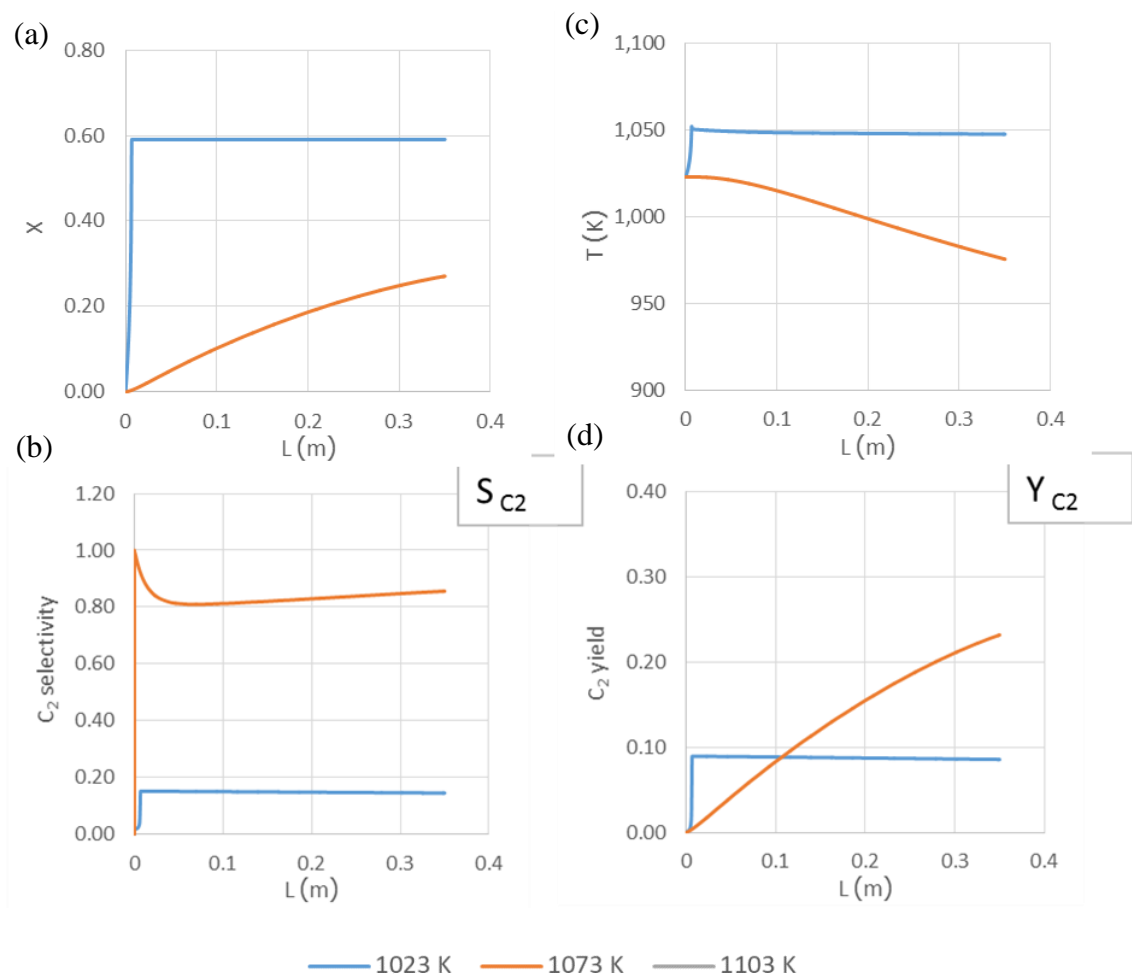 (a)
0.80
0.60
0.40
0.20
0.00
X
0
0.1
0.2
0.3
0.4
L (m)
(c)
1,100
1,050
1,000
950
900
T (K)
0
0.1
0.2
0.3
0.4
L (m)
(b)
S C2
1.20
1.00
0.80
0.60
0.40
0.20
0.00
C2 selectivity
0
0.1
0.2
0.3
0.4
L (m)
(d)
Y C2
0.40
0.30
0.20
0.10
0.00
C2 yield
0
0.1
0.2
0.3
0.4
L (m)
1023 K
1073 K
1103 K